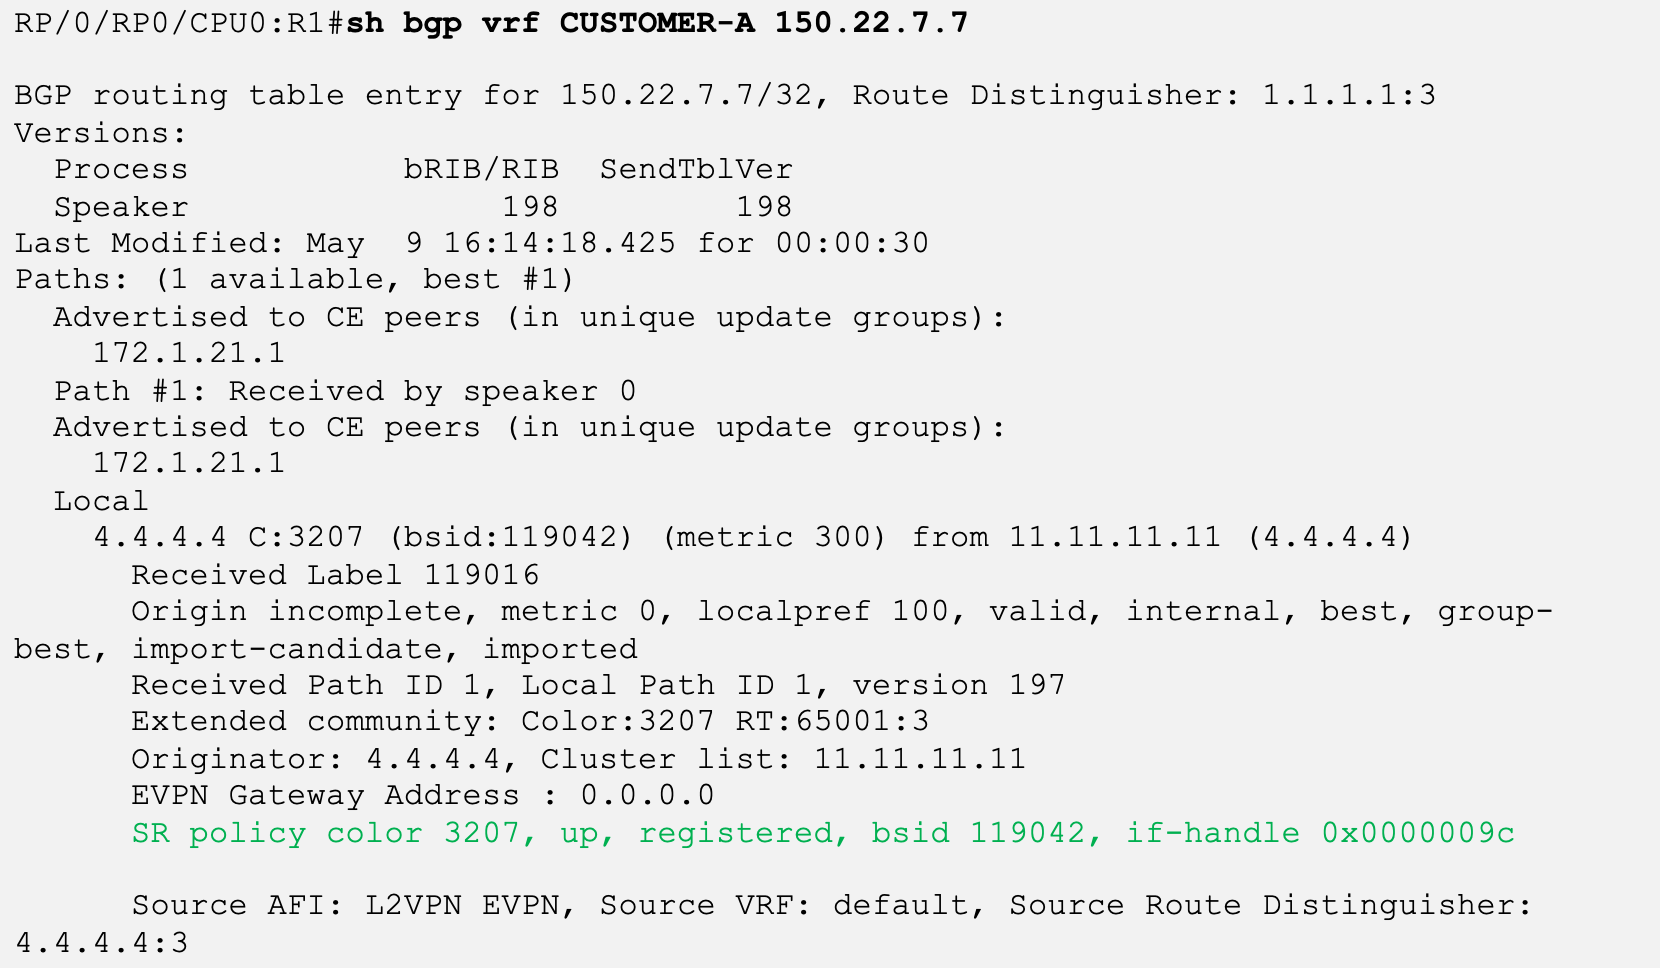 RP/0/RP0/CPU0:R1#sh bgp vrf CUSTOMER-A 150.22.7.7
BGP routing table entry for 150.22.7.7/32, Route Distinguisher: 1.1.1.1:3
Versions:
  Process           bRIB/RIB  SendTblVer
  Speaker                198         198
Last Modified: May  9 16:14:18.425 for 00:00:30
Paths: (1 available, best #1)
  Advertised to CE peers (in unique update groups):
    172.1.21.1
  Path #1: Received by speaker 0
  Advertised to CE peers (in unique update groups):
    172.1.21.1
  Local
    4.4.4.4 C:3207 (bsid:119042) (metric 300) from 11.11.11.11 (4.4.4.4)
      Received Label 119016
      Origin incomplete, metric 0, localpref 100, valid, internal, best, group-
best, import-candidate, imported
      Received Path ID 1, Local Path ID 1, version 197
      Extended community: Color:3207 RT:65001:3
      Originator: 4.4.4.4, Cluster list: 11.11.11.11
      EVPN Gateway Address : 0.0.0.0
      SR policy color 3207, up, registered, bsid 119042, if-handle 0x0000009c
      Source AFI: L2VPN EVPN, Source VRF: default, Source Route Distinguisher:
4.4.4.4:3